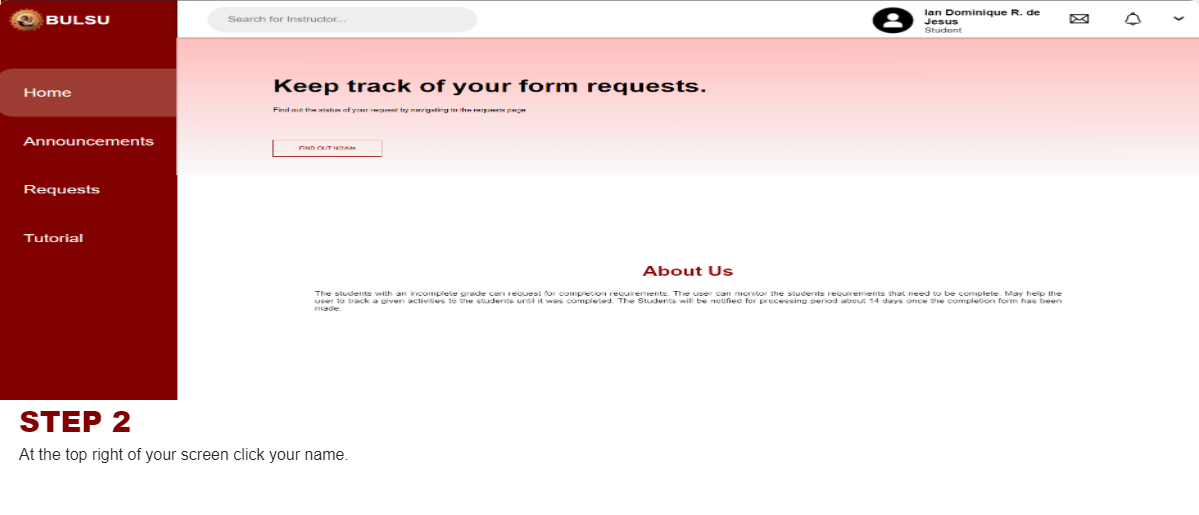 BULSU
Search for Instructor...
Ian Dominique R. de
Jesus
Student
Home
Announcements
Requests
Tutorial
Keep track of your form requests.
Find out the status of your request by navigating to the requests page.
FIND OUT NOW!»
About Us
The students with an incomplete grade can request for completion requirements. The user can monitor the students requirements that need to be complete. May help the
user to track a given activities to the students until it was completed. The Students will be notified for processing period about 14 days once the completion form has been
made.
STEP 2
At the top right of your screen click your name.